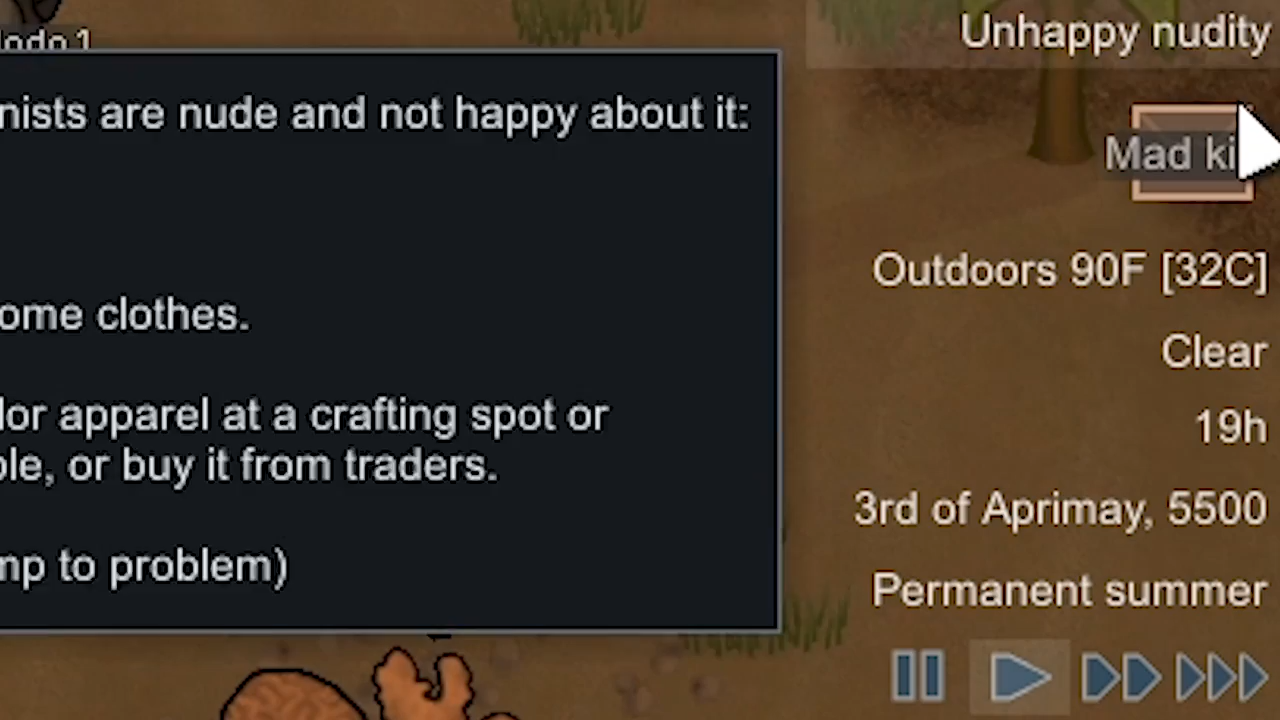 Unhappy nudity
nists are nude and not happy about it:
Mad ki
Outdoors 90F [32C]
ome clothes.
Clear
lor apparel at a crafting spot or
19h
ble, or buy it from traders.
3rd of Aprimay, 5500
mp to problem)
Permanent summer